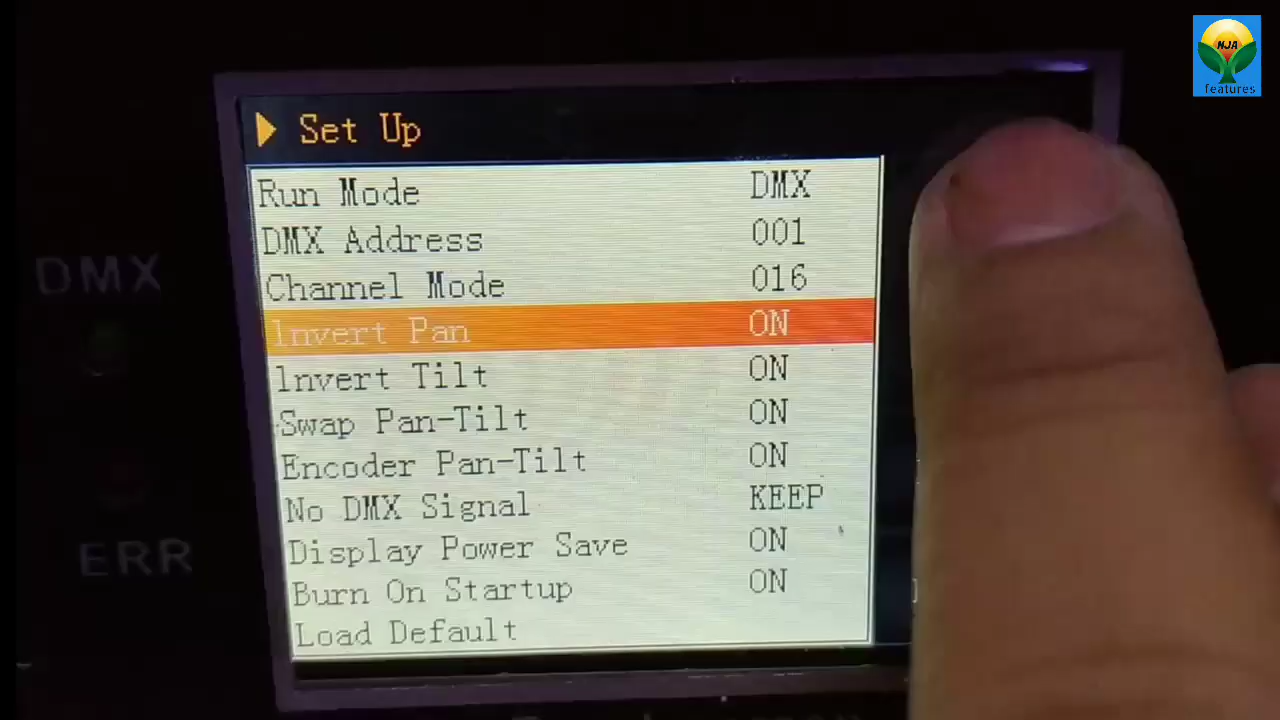 NJA
features
Set Up
Run Mode DMX
DMX Address 001
Channel Mode 016
Invert Pan ON
Invert Tilt ON
Swap Pan-Tilt ON
Encoder Pan-Tilt ON
No DMX Signal KEEP
Display Power Save ON
Burn On Startup ON
Load Default
DMX
ERR